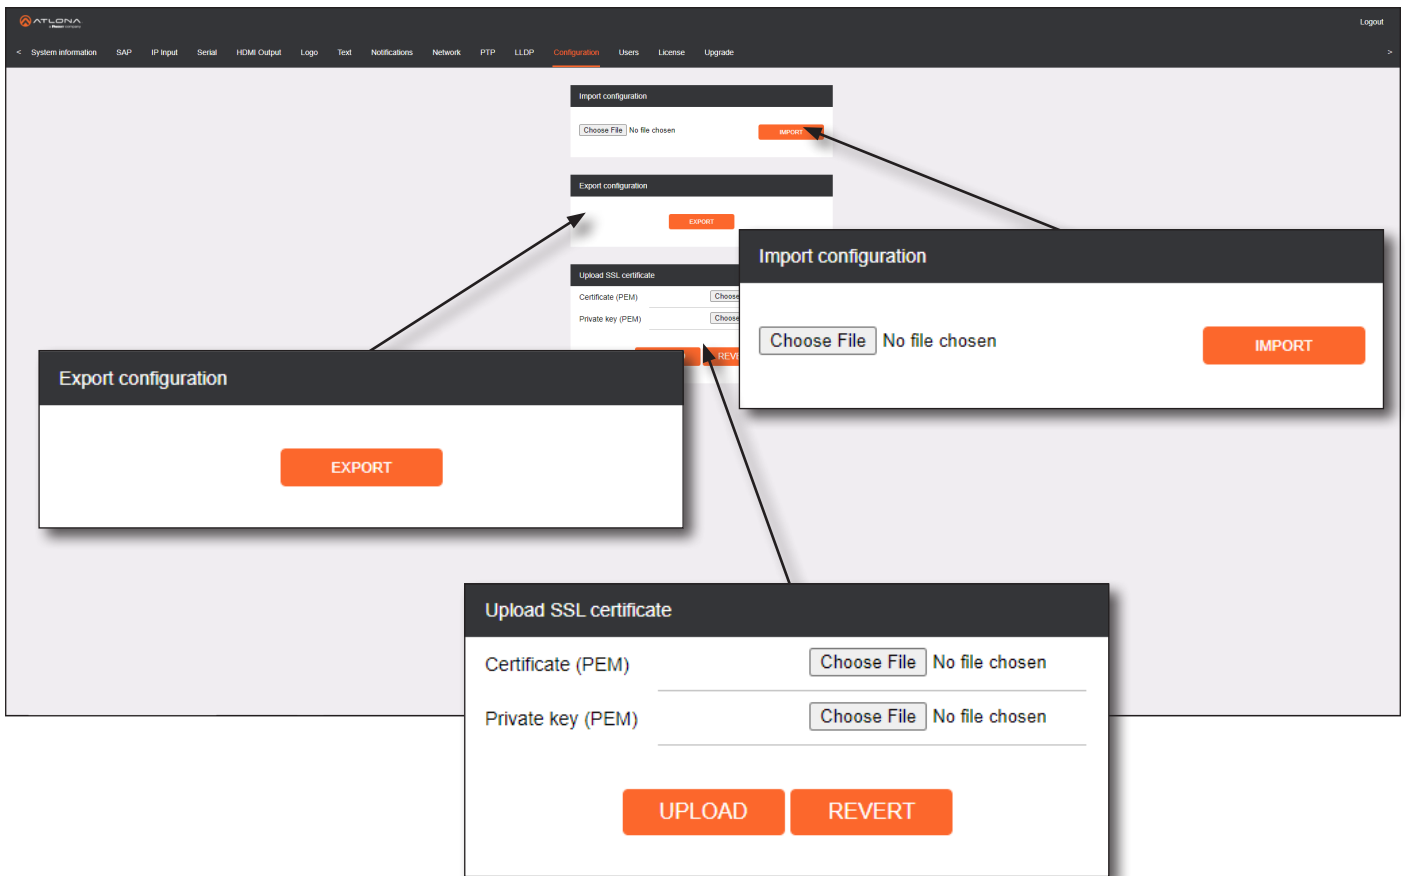 ATLONA
Logout
< System information SAP IP Input Serial HDMI Output Logo Text Notifications Network PTP LLDP Configuration Users License Upgrade >
Import configuration
Choose File No file chosen IMPORT
Export configuration
EXPORT
Upload SSL certificate
Certificate (PEM) Choose
Private key (PEM) Choose
REVE
Import configuration
Choose File No file chosen IMPORT
Export configuration
EXPORT
Upload SSL certificate
Certificate (PEM) Choose File No file chosen
Private key (PEM) Choose File No file chosen
UPLOAD REVERT